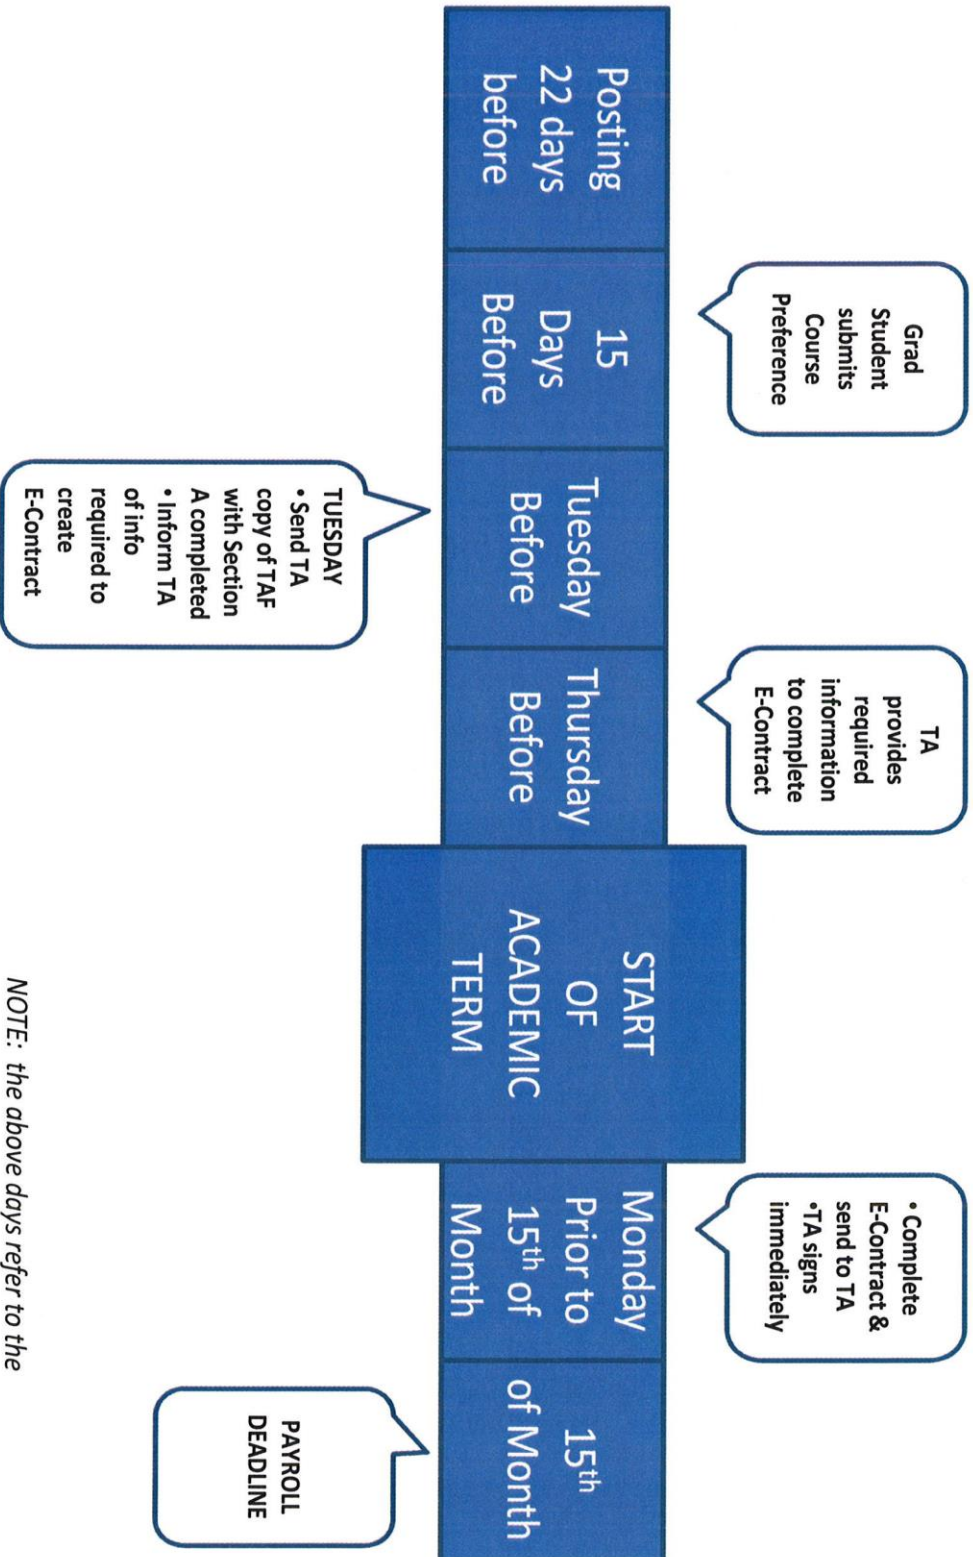 Grad
Student
submits
Course
Preference
TA
provides
required
information
to complete
E-Contract
• Complete
E-Contract &
send to TA
•TA signs
immediately
Posting
22 days
before
15
Days
Before
Tuesday
Before
Thursday
Before
START
OF
ACADEMIC
TERM
Monday
Prior to
15th of
Month
15th
of Month
TUESDAY
• Send TA
copy of TAF
with Section
A completed
• Inform TA
of info
required to
create
E-Contract
PAYROLL
DEADLINE
NOTE: the above days refer to the